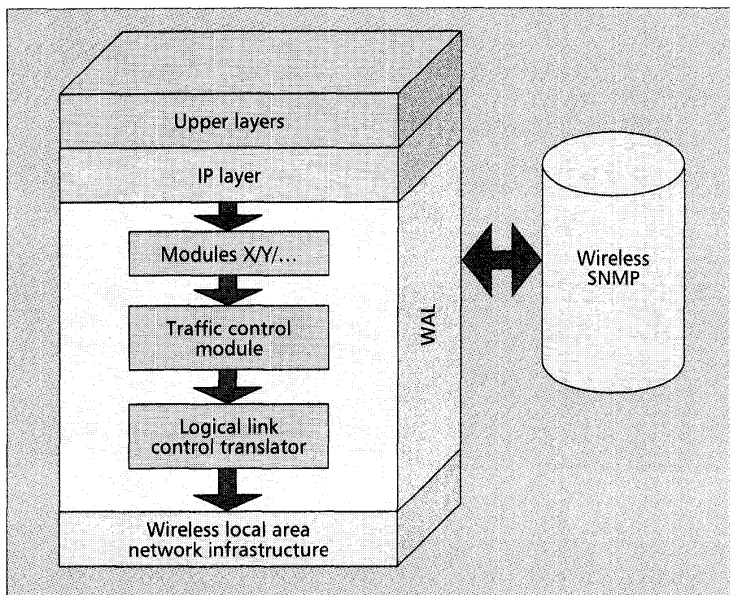 Upper layers
IP layer
Modules X/Y/...
Traffic control
module
Logical link
control translator
Wireless local area
network infrastructure
WAL
Wireless
SNMP